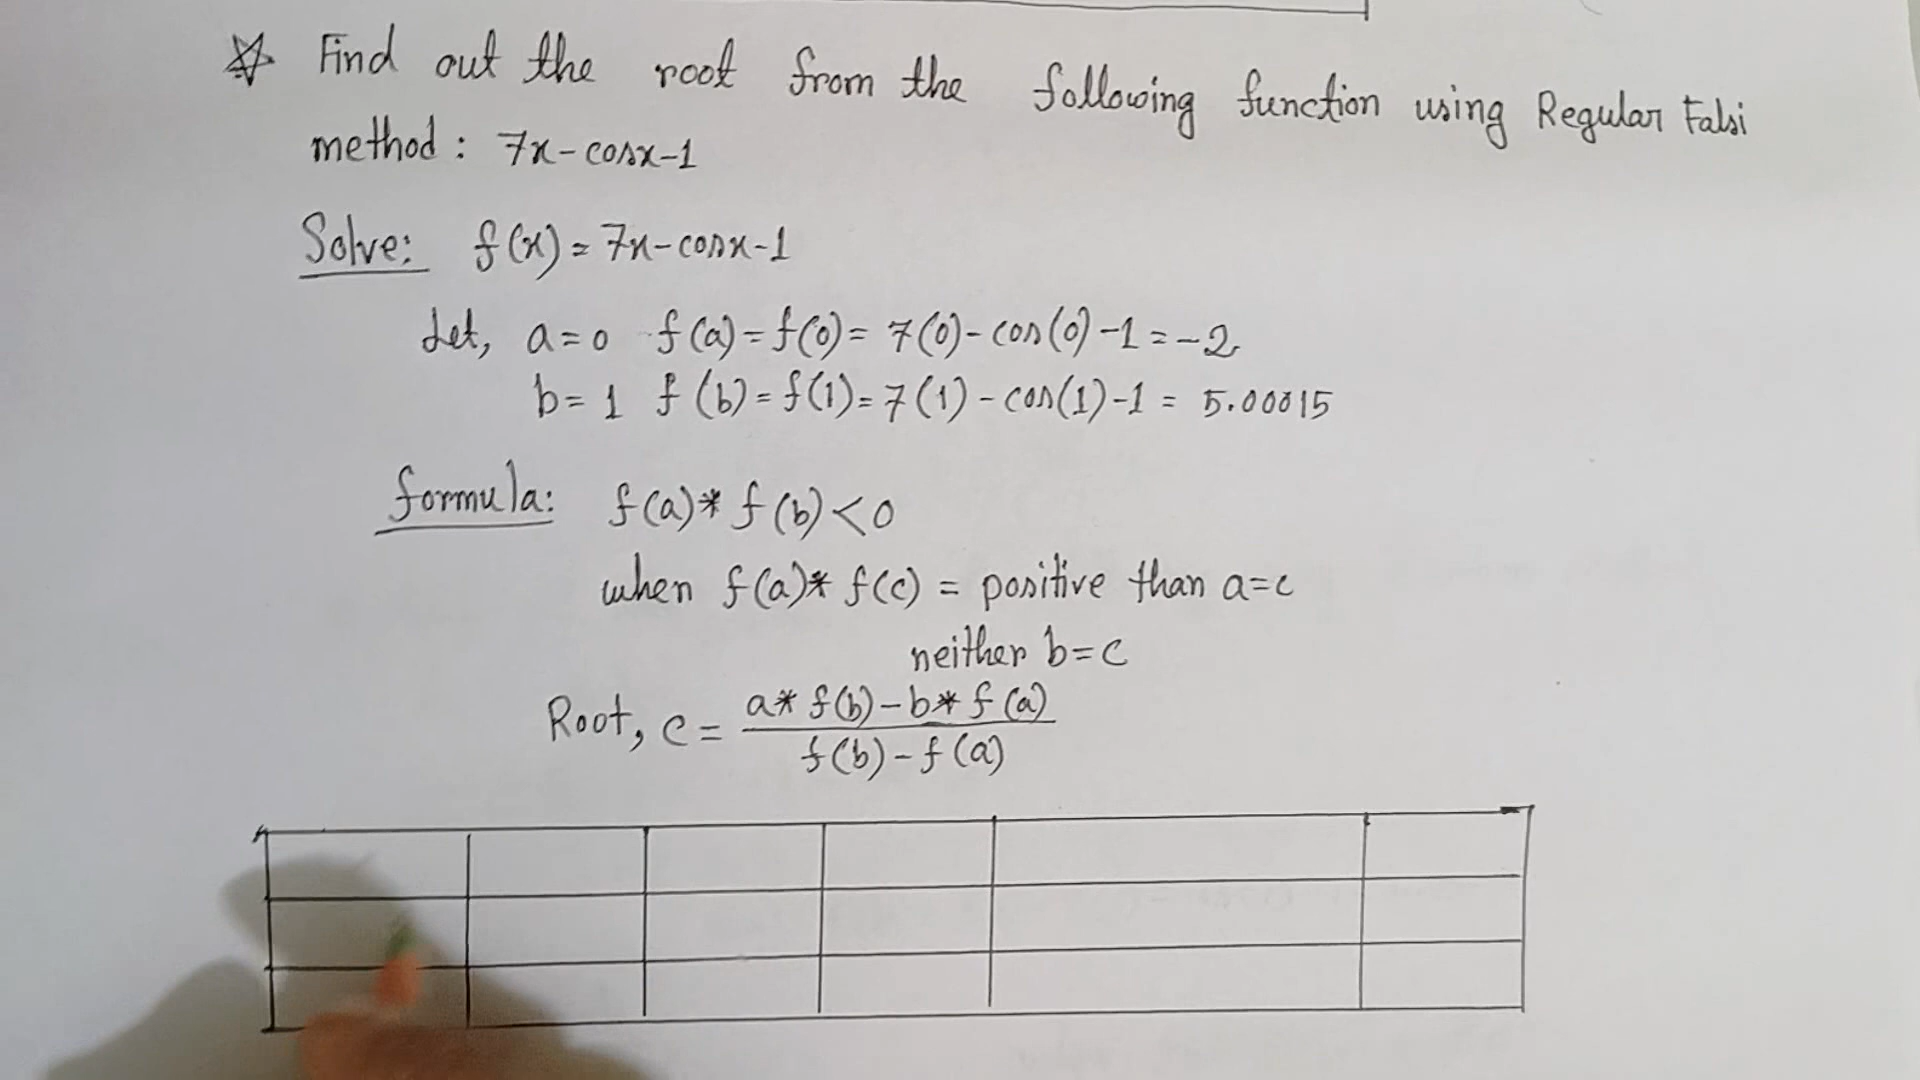 Find out the root from the following function using Regular Falsi
method: 7x-cosx-1
Solve: f(x)=7x-cosx-1
Let, a=0 f(a)=f(0)=7(0)-cos(0)-1=-2
b=1 f(b)=f(1)=7(1)-cos(1)-1=5.00015
formula: f(a)*f(b)<0
when f(a)*f(c)=positive than a=c
neither b=c
Root, c=
a*f(b)-b*f(a)
f(b)-f(a)